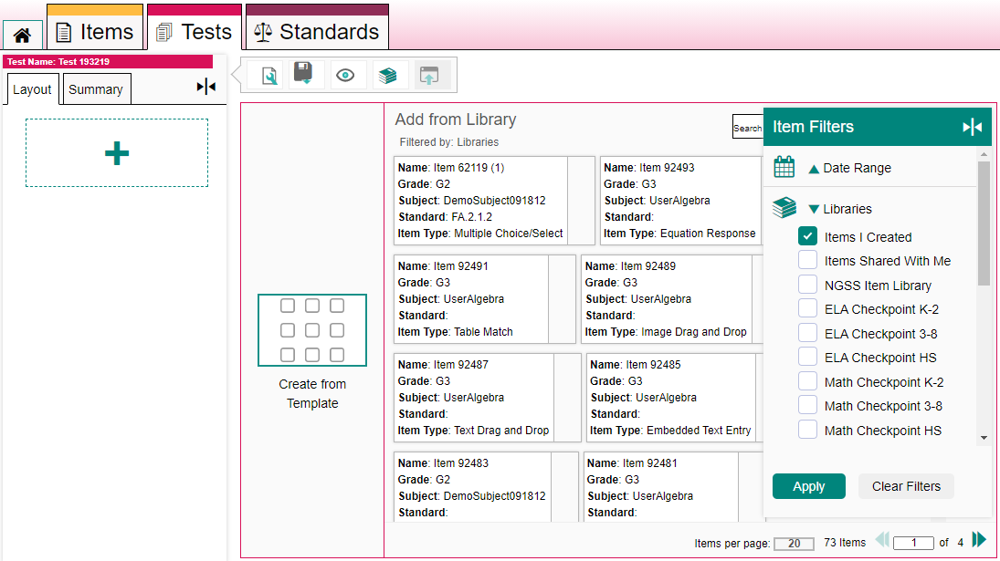 Items
Tests
Standards
Test Name: Test 193219
Layout
Summary
Create from
Template
Add from Library
Filtered by: Libraries
Search
Name: Item 62119 (1)
Grade: G2
Subject: DemoSubject091812
Standard: FA.2.1.2
Item Type: Multiple Choice/Select
Name: Item 92493
Grade: G3
Subject: UserAlgebra
Standard:
Item Type: Equation Response
Name: Item 92491
Grade: G3
Subject: UserAlgebra
Standard:
Item Type: Table Match
Name: Item 92489
Grade: G3
Subject: UserAlgebra
Standard:
Item Type: Image Drag and Drop
Name: Item 92487
Grade: G3
Subject: UserAlgebra
Standard:
Item Type: Text Drag and Drop
Name: Item 92485
Grade: G3
Subject: UserAlgebra
Standard:
Item Type: Embedded Text Entry
Name: Item 92483
Grade: G2
Subject: DemoSubject091812
Standard:
Name: Item 92481
Grade: G3
Subject: UserAlgebra
Standard:
Item Filters
Date Range
Libraries
Items I Created
Items Shared With Me
NGSS Item Library
ELA Checkpoint K-2
ELA Checkpoint 3-8
ELA Checkpoint HS
Math Checkpoint K-2
Math Checkpoint 3-8
Math Checkpoint HS
Apply
Clear Filters
Items per page: 20 73 Items 1 of 4